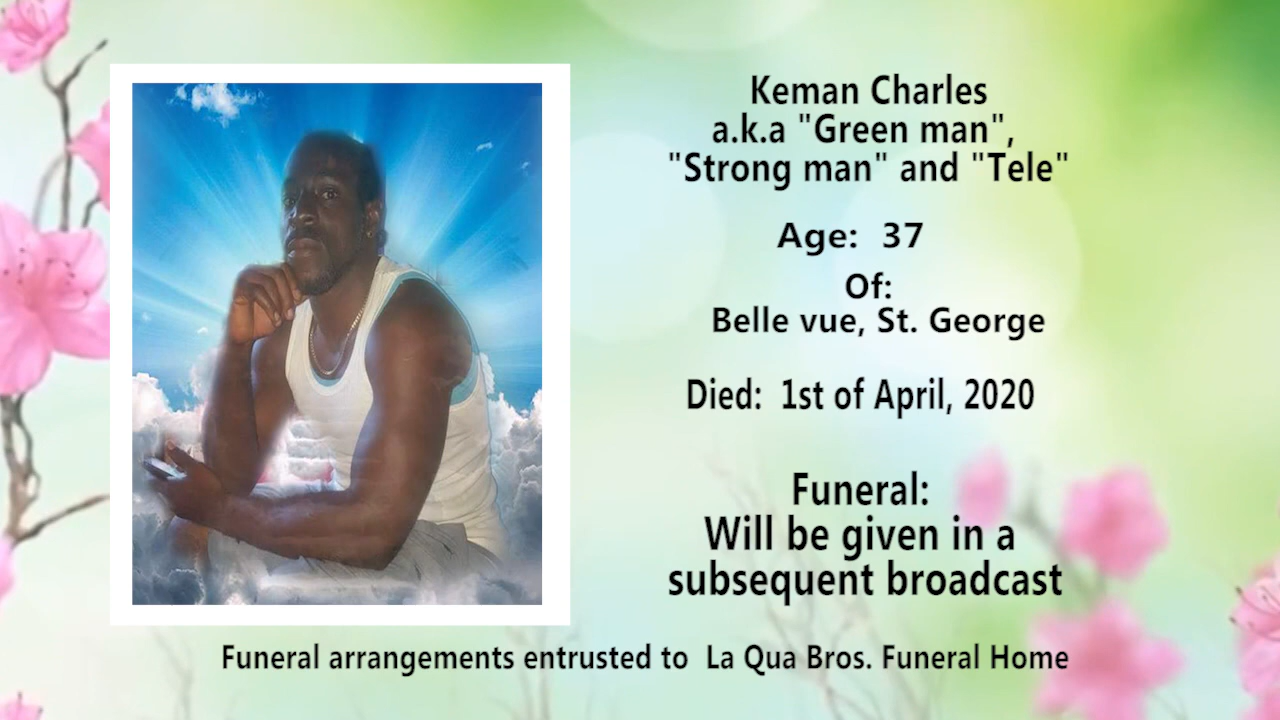 Keman Charles
a.k.a "Green man",
"Strong man" and "Tele"
Age: 37
Of:
Belle vue, St. George
Died: 1st of April, 2020
Funeral:
Will be given in a
subsequent broadcast
Funeral arrangements entrusted to La Qua Bros. Funeral Home